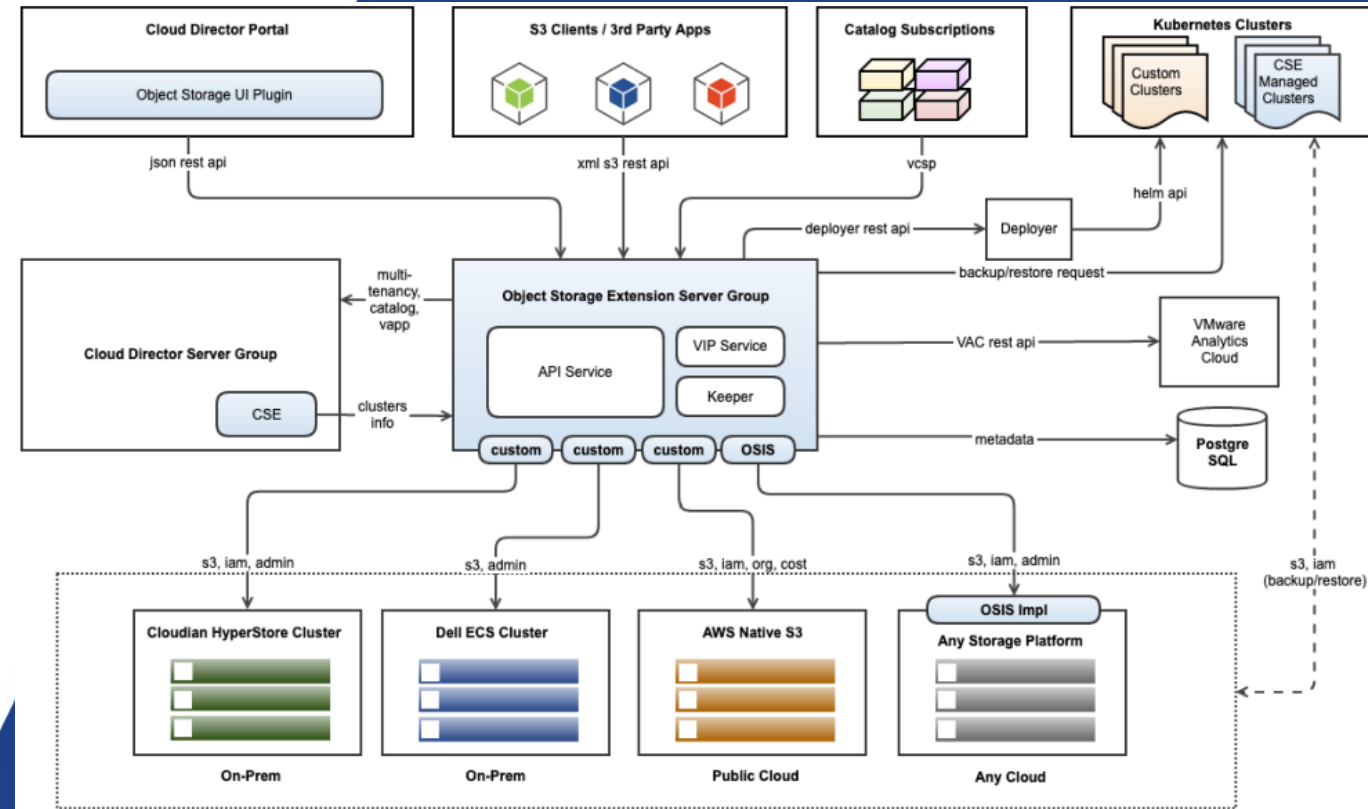 Cloud Director Portal
Object Storage UI Plugin
S3 Clients / 3rd Party Apps
Catalog Subscriptions
Kubernetes Clusters
Custom
Clusters
CSE
Managed
Clusters
json rest api
xml s3 rest api
vcsp
helm api
deployer rest api
Deployer
backup/restore request
multi-
tenancy,
catalog,
vapp
Object Storage Extension Server Group
Cloud Director Server Group
CSE
clusters
info
API Service
VIP Service
Keeper
VAC rest api
VMware
Analytics
Cloud
metadata
Postgre
SQL
custom
custom
custom
OSIS
s3, iam, admin
s3, admin
s3, iam, org, cost
s3, iam, admin
s3, iam
(backup/restore)
Cloudian HyperStore Cluster
Dell ECS Cluster
AWS Native S3
OSIS Impl
Any Storage Platform
On-Prem
On-Prem
Public Cloud
Any Cloud